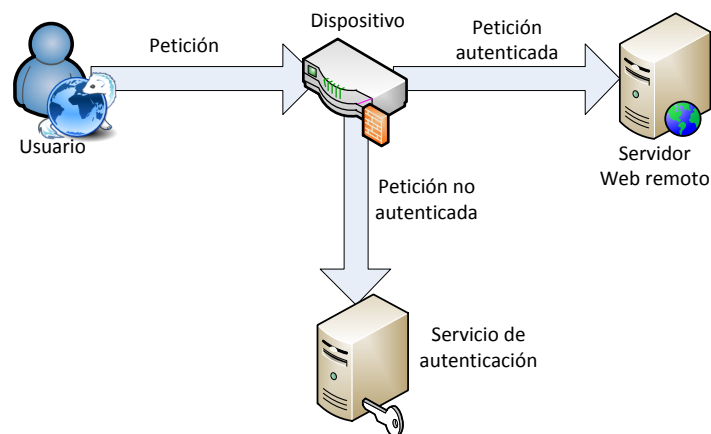 Dispositivo
Petición
Petición
autenticada
Usuario
Servidor
Web remoto
Petición no
autenticada
Servicio de
autenticación